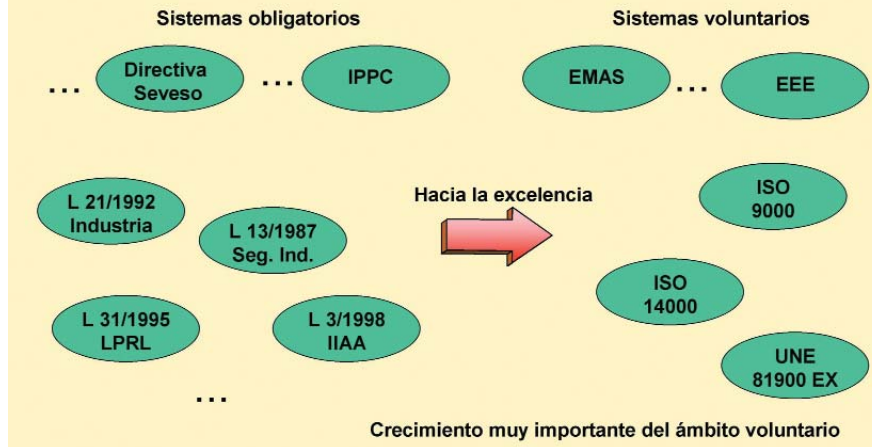 Sistemas obligatorios
Sistemas voluntarios
...
Directiva
Seveso
...
IPPC
EMAS
...
EEE
L 21/1992
Industria
L 13/1987
Seg. Ind.
Hacia la excelencia
ISO
9000
ISO
14000
L 31/1995
LPRL
L 3/1998
IIAA
UNE
81900 EX
...
Crecimiento muy importante del ámbito voluntario